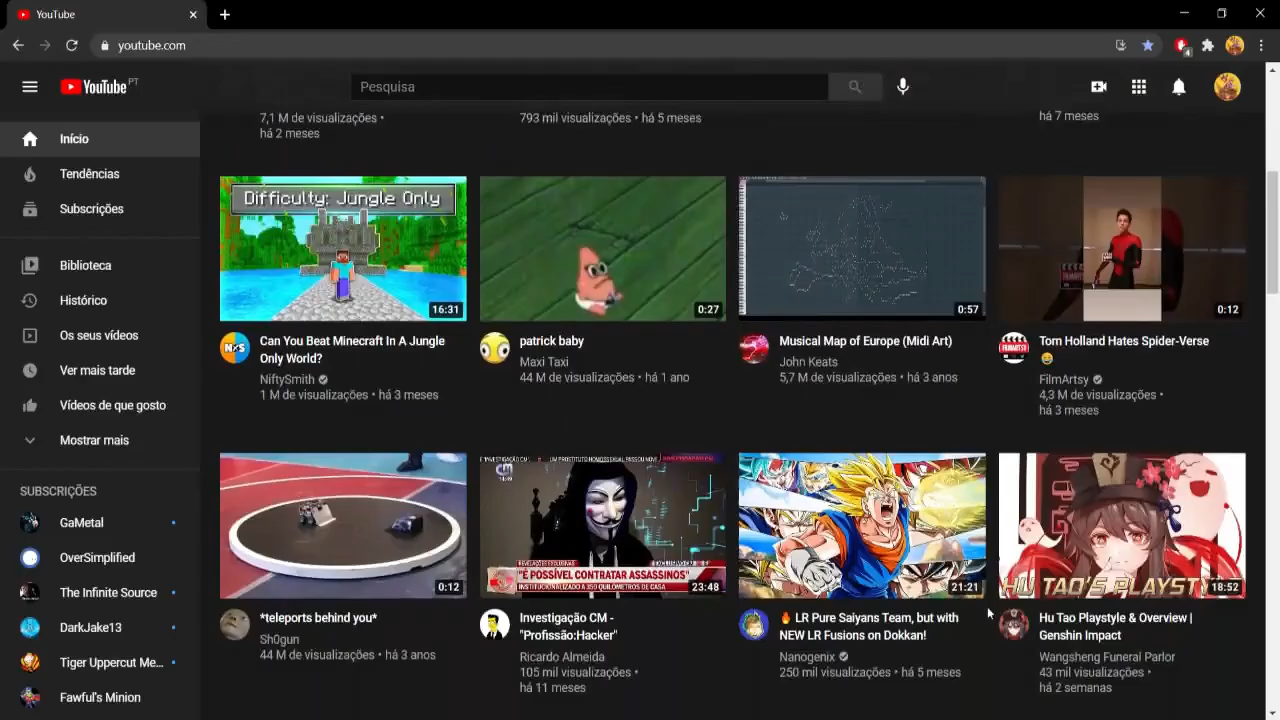 YouTube
youtube.com
4
YouTube PT
Pesquisa
Início
Tendências
Subscrições
Biblioteca
Histórico
Os seus vídeos
Ver mais tarde
Vídeos de que gosto
Mostrar mais
SUBSCRIÇÕES
GaMetal
OverSimplified
The Infinite Source
DarkJake13
Tiger Uppercut Me...
Fawful's Minion
7,1 M de visualizações •
há 2 meses
793 mil visualizações • há 5 meses
há 7 meses
Difficulty: Jungle Only
16:31
0:27
0:57
0:12
NXS
Can You Beat Minecraft In A Jungle
Only World?
NiftySmith
1 M de visualizações • há 3 meses
patrick baby
Maxi Taxi
44 M de visualizações • há 1 ano
Musical Map of Europe (Midi Art)
John Keats
5,7 M de visualizações • há 3 anos
FILMARTSY
Tom Holland Hates Spider-Verse
😂
FilmArtsy
4,3 M de visualizações •
há 3 meses
0:12
CM
14:49
REVELAÇÕES EXCLUSIVAS
"É POSSÍVEL CONTRATAR ASSASSINOS"
23:48
21:21
HU TAO'S PLAYST
18:52
*teleports behind you*
Sh0gun
44 M de visualizações • há 3 anos
Investigação CM -
"Profissão:Hacker"
Ricardo Almeida
105 mil visualizações •
há 11 meses
🔥 LR Pure Saiyans Team, but with
NEW LR Fusions on Dokkan!
Nanogenix
250 mil visualizações • há 5 meses
Hu Tao Playstyle & Overview |
Genshin Impact
Wangsheng Funeral Parlor
43 mil visualizações •
há 2 semanas